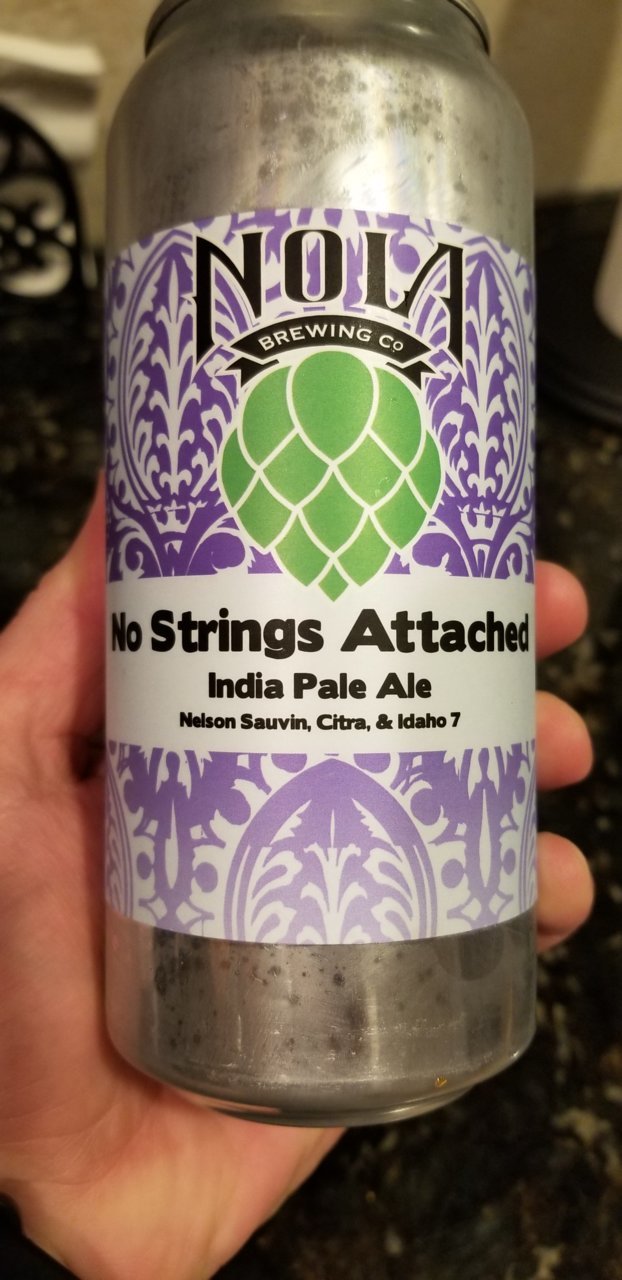 NOLA
BREWING Co
No Strings Attached
India Pale Ale
Nelson Sauvin, Citra, & Idaho 7